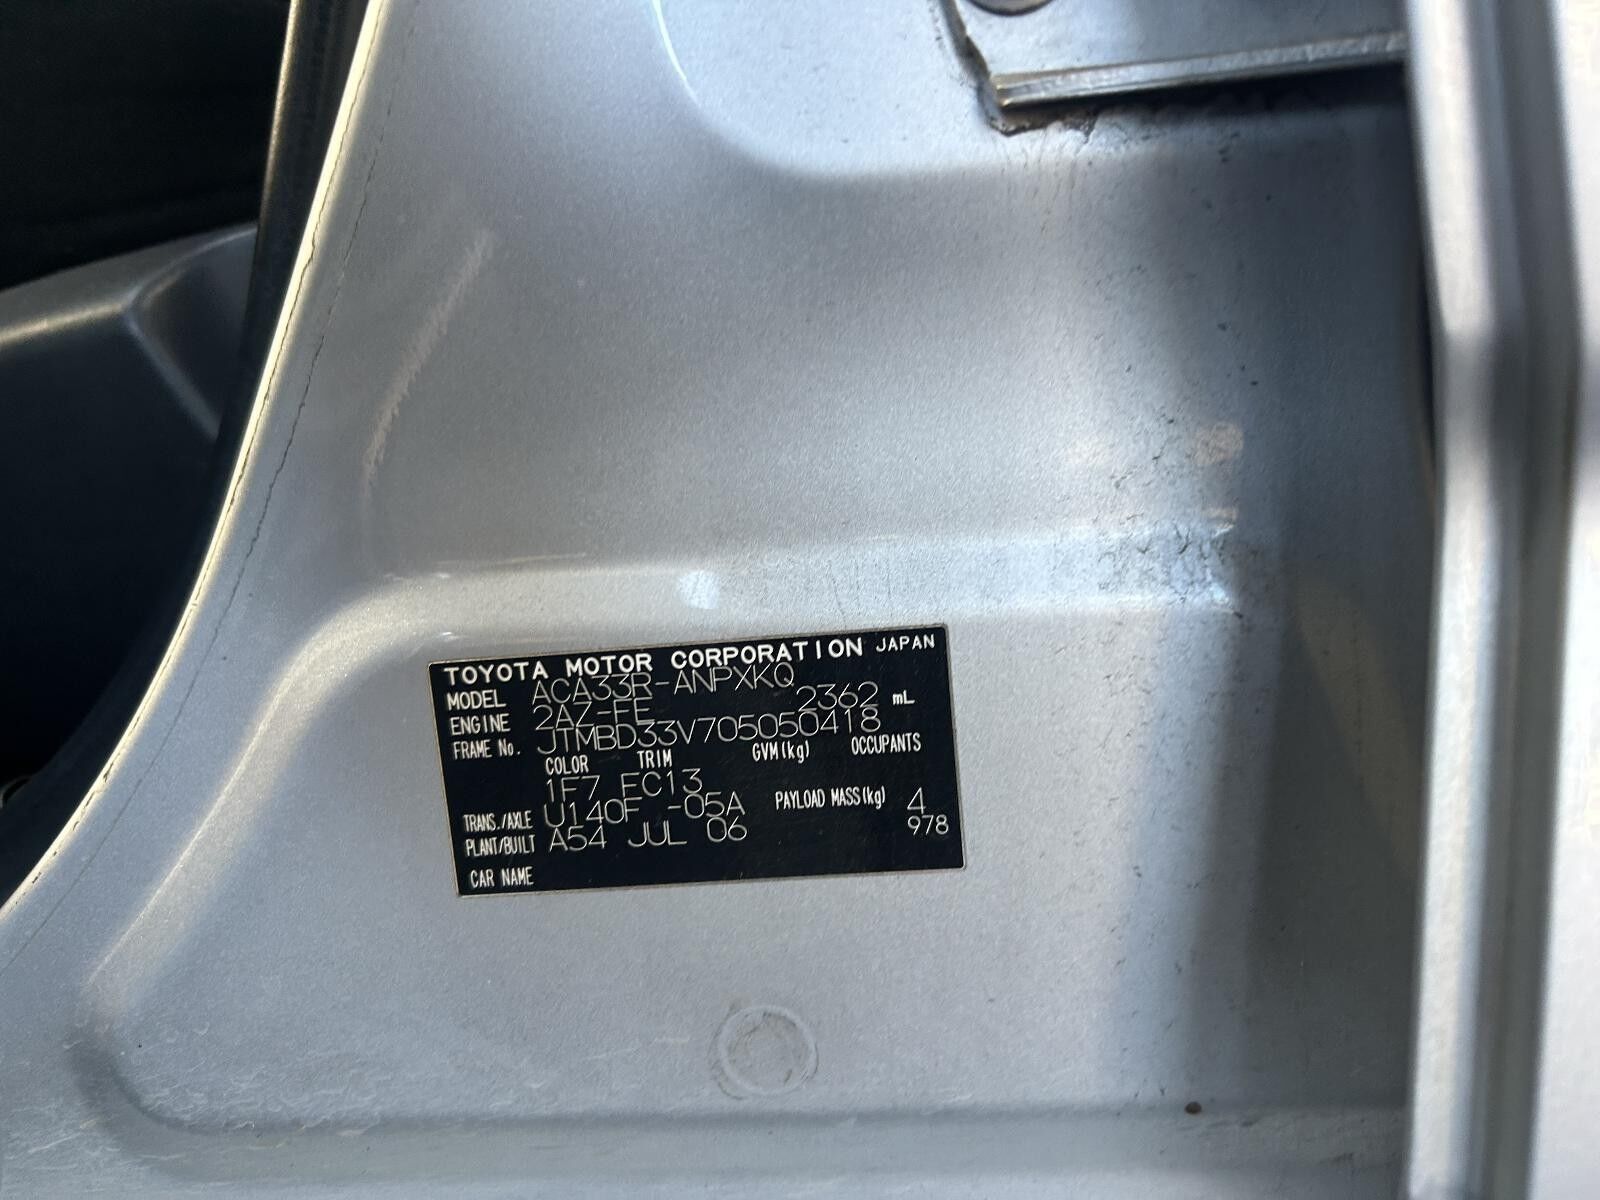 TOYOTA MOTOR CORPORATION JAPAN
MODEL ACA33R-ANPXKQ
ENGINE 2AZ-FE 2362 mL
FRAME No. JTMBD33V705050418
COLOR TRIM GVM(kg) OCCUPANTS
1F7 FC13
TRANS./AXLE U140F -05A PAYLOAD MASS(kg) 4
PLANT/BUILT A54 JUL 06 978
CAR NAME